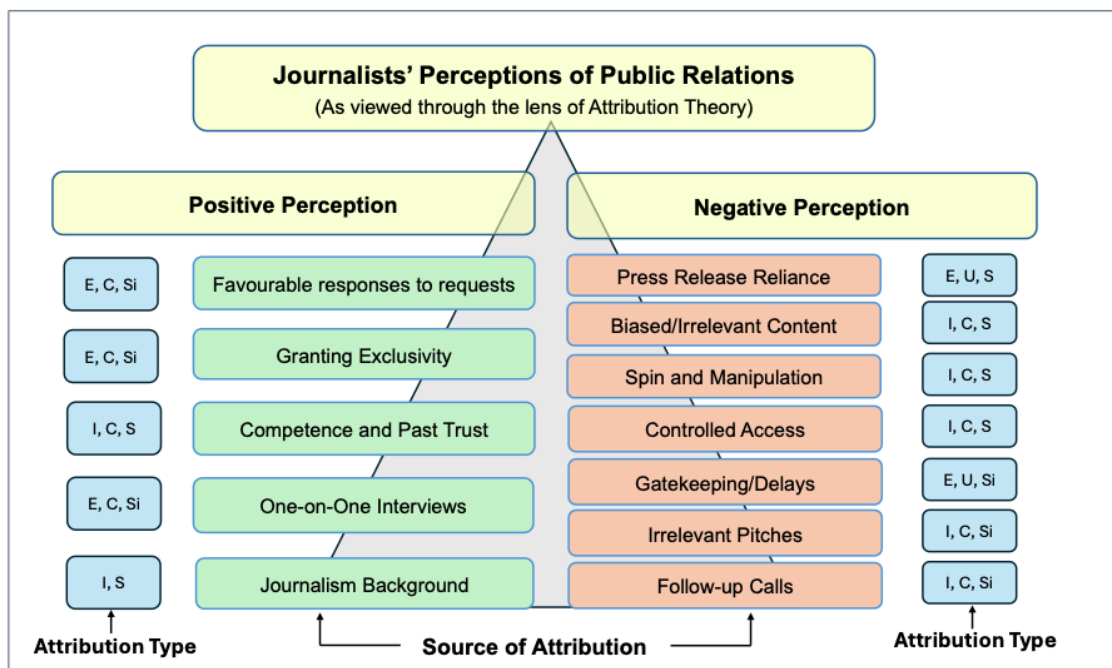 Journalists’ Perceptions of Public Relations
(As viewed through the lens of Attribution Theory)
Positive Perception
Negative Perception
E, C, Si
Favourable responses to requests
Press Release Reliance
E, U, S
Biased/Irrelevant Content
I, C, S
E, C, Si
Granting Exclusivity
Spin and Manipulation
I, C, S
I, C, S
Competence and Past Trust
Controlled Access
I, C, S
E, C, Si
One-on-One Interviews
Gatekeeping/Delays
E, U, Si
Irrelevant Pitches
I, C, Si
I, S
Journalism Background
Follow-up Calls
I, C, Si
Attribution Type
Source of Attribution
Attribution Type